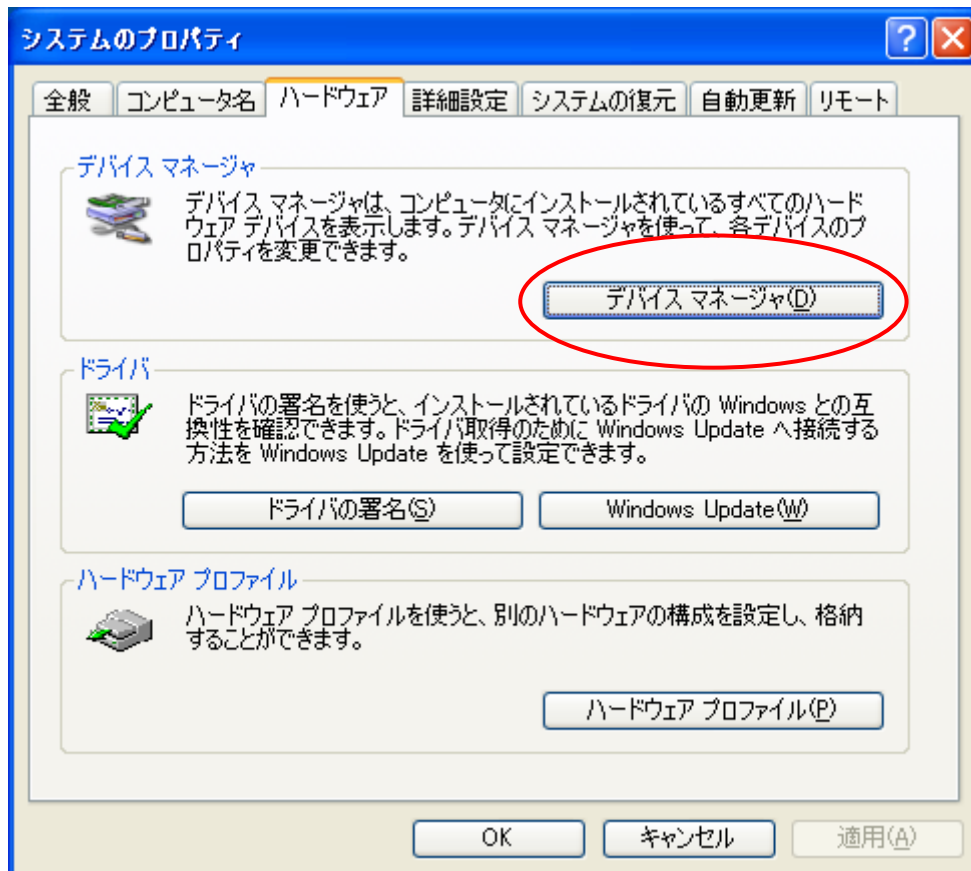 システムのプロパティ
全般 コンピュータ名 ハードウェア 詳細設定 システムの復元 自動更新 リモート
デバイス マネージャ
デバイス マネージャは、コンピュータにインストールされているすべてのハード
ウェア デバイスを表示します。デバイス マネージャを使って、各デバイスのプ
ロパティを変更できます。
デバイス マネージャ(D)
ドライバ
ドライバの署名を使うと、インストールされているドライバの Windows との互
換性を確認できます。ドライバ取得のために Windows Update へ接続する
方法を Windows Update を使って設定できます。
ドライバの署名(S) Windows Update(W)
ハードウェア プロファイル
ハードウェア プロファイルを使うと、別のハードウェアの構成を設定し、格納
することができます。
ハードウェア プロファイル(P)
OK キャンセル 適用(A)